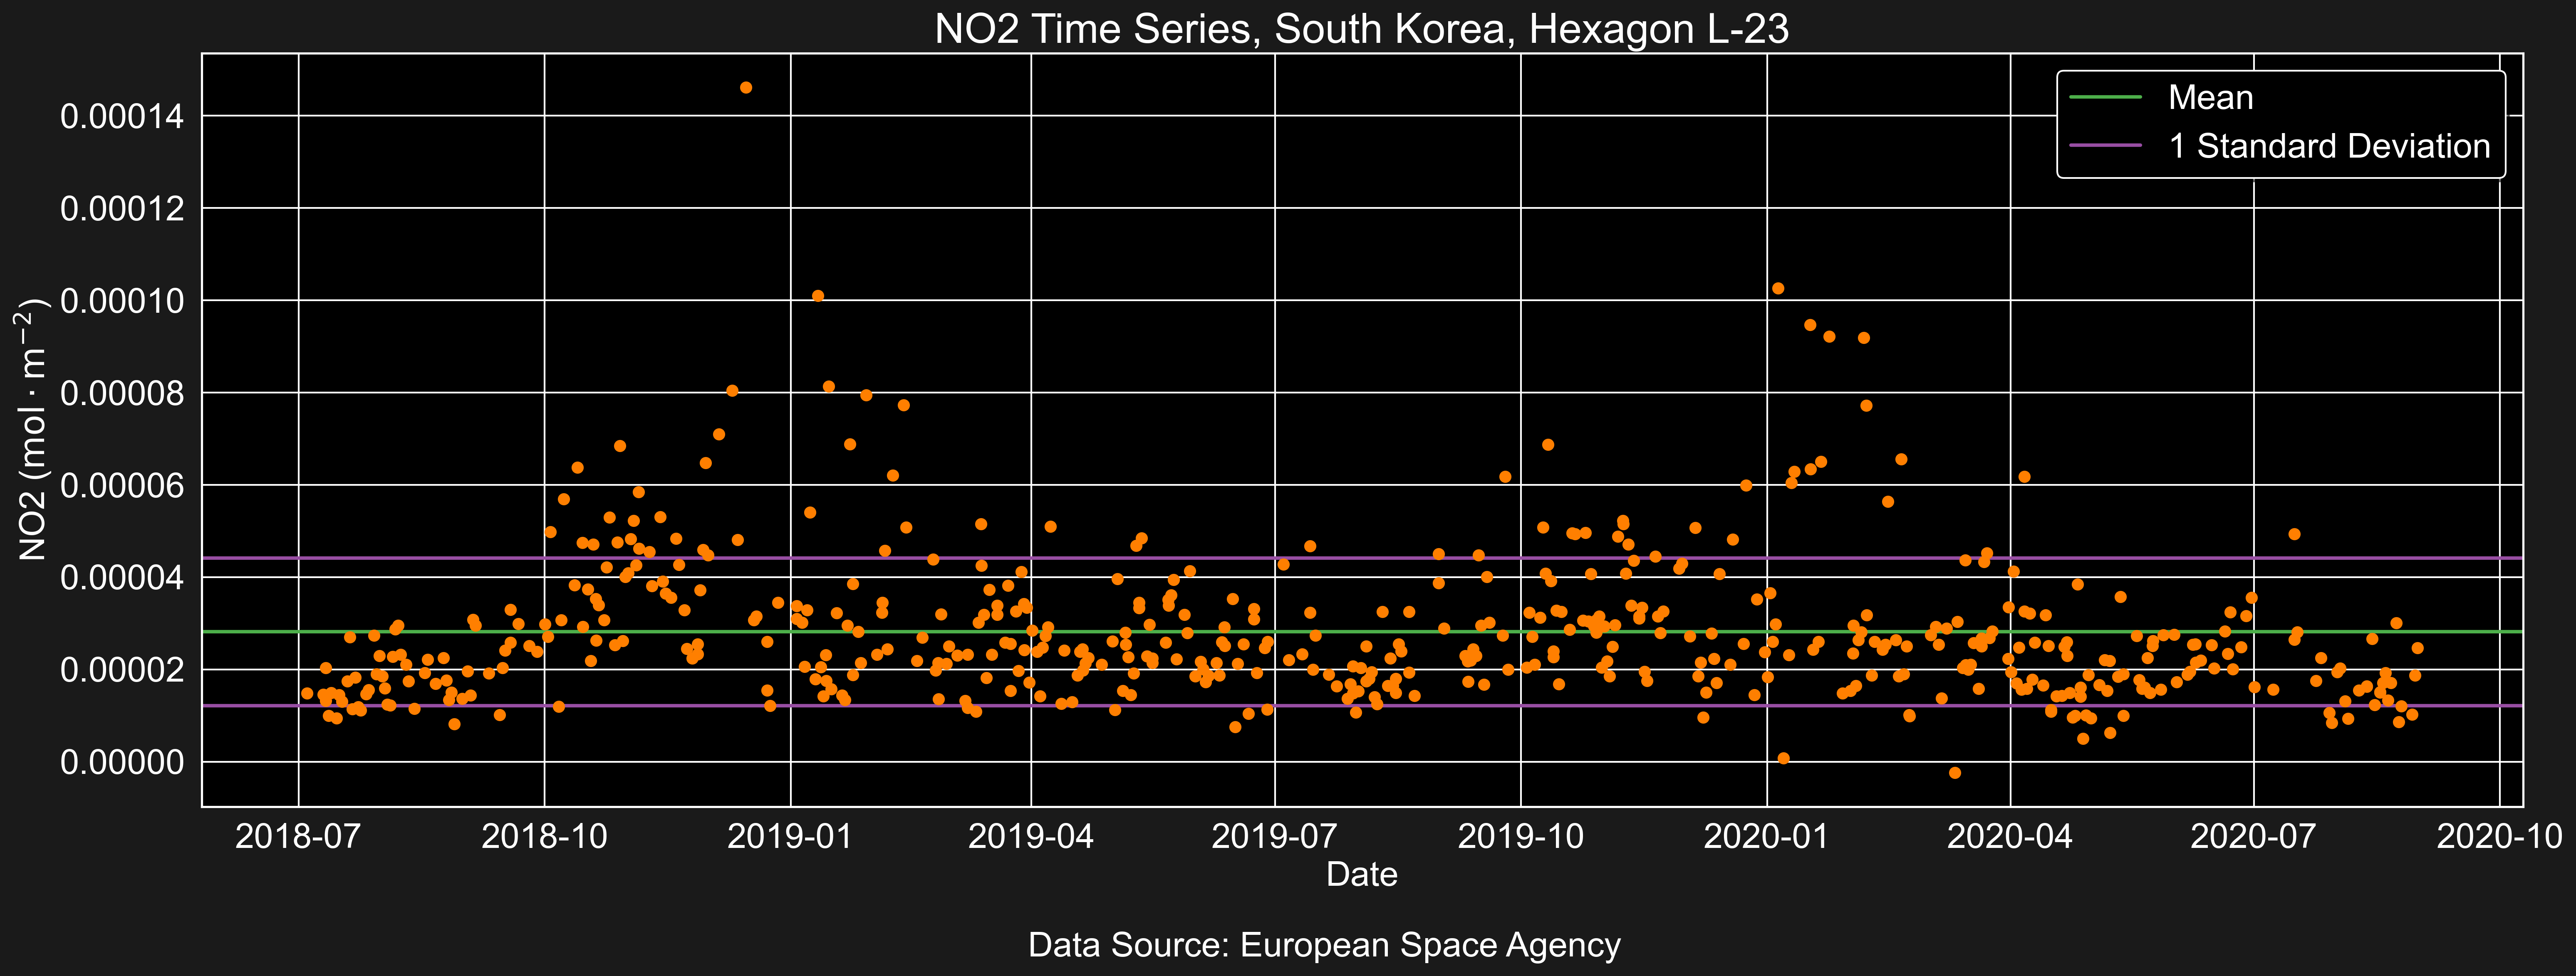 NO2 Time Series, South Korea, Hexagon L-23
Mean
1 Standard Deviation
NO2 (mol · m⁻²)
0.00014
0.00012
0.00010
0.00008
0.00006
0.00004
0.00002
0.00000
2018-07 2018-10 2019-01 2019-04 2019-07 2019-10 2020-01 2020-04 2020-07 2020-10
Date
Data Source: European Space Agency